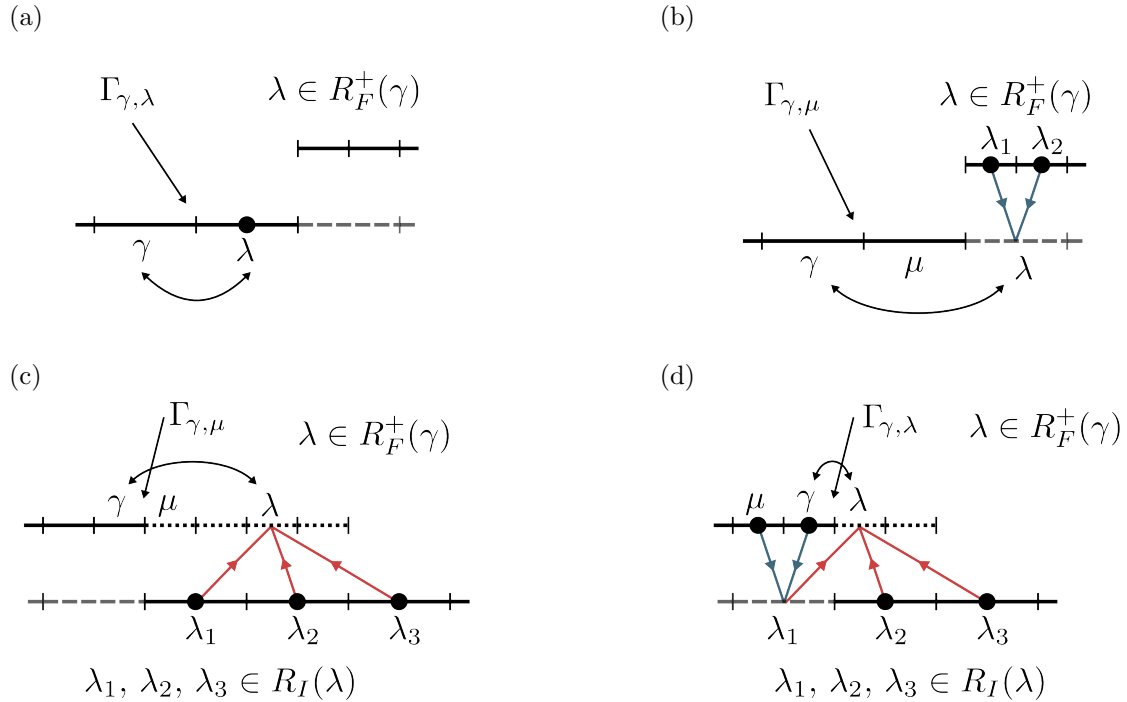 (a)
Γ_{γ,λ}
λ ∈ R_F^+(γ)
γ
λ
(b)
Γ_{γ,μ}
λ ∈ R_F^+(γ)
λ_1
λ_2
γ
μ
λ
(c)
Γ_{γ,μ}
λ ∈ R_F^+(γ)
γ
μ
λ
λ_1
λ_2
λ_3
λ_1, λ_2, λ_3 ∈ R_I(λ)
(d)
Γ_{γ,λ}
λ ∈ R_F^+(γ)
μ
γ
λ
λ_1
λ_2
λ_3
λ_1, λ_2, λ_3 ∈ R_I(λ)